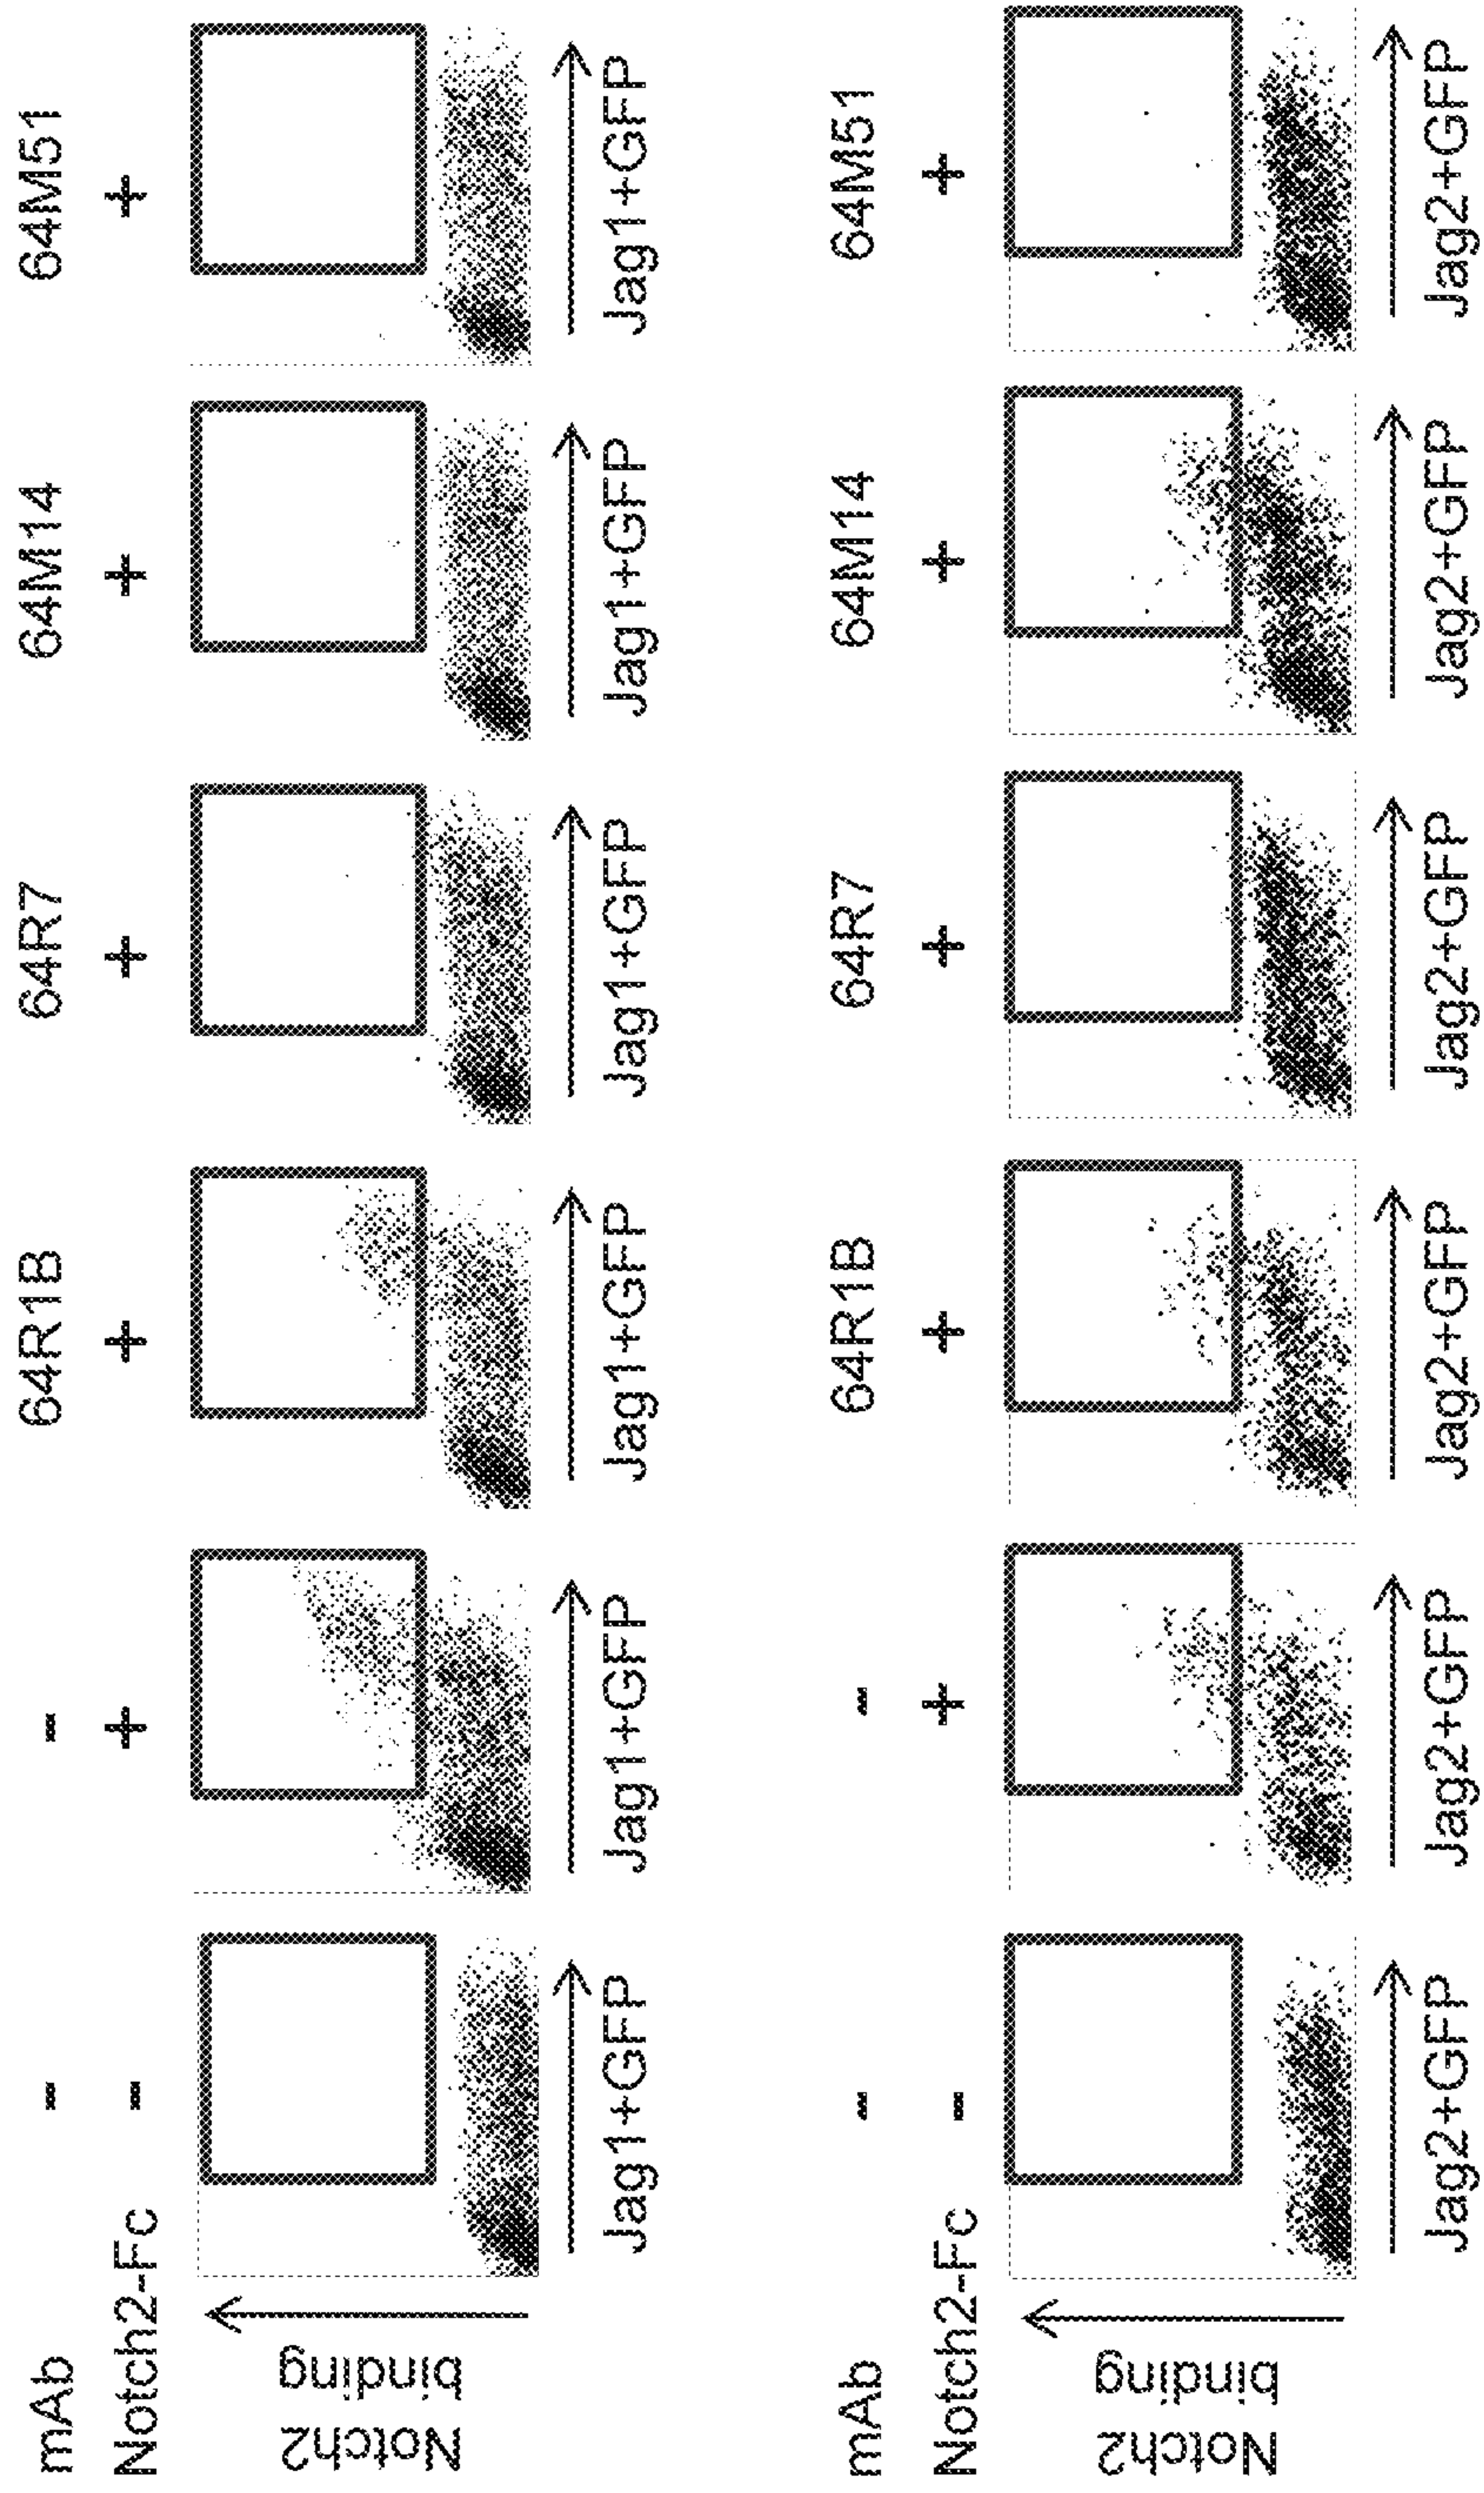 mAb - - 64R1B 64R7 64M14 64M51
Notch2-Fc - + + + + +
Notch2
binding
Jag1+GFP Jag1+GFP Jag1+GFP Jag1+GFP Jag1+GFP Jag1+GFP
mAb - - 64R1B 64R7 64M14 64M51
Notch2-Fc - + + + + +
Notch2
binding
Jag2+GFP Jag2+GFP Jag2+GFP Jag2+GFP Jag2+GFP Jag2+GFP